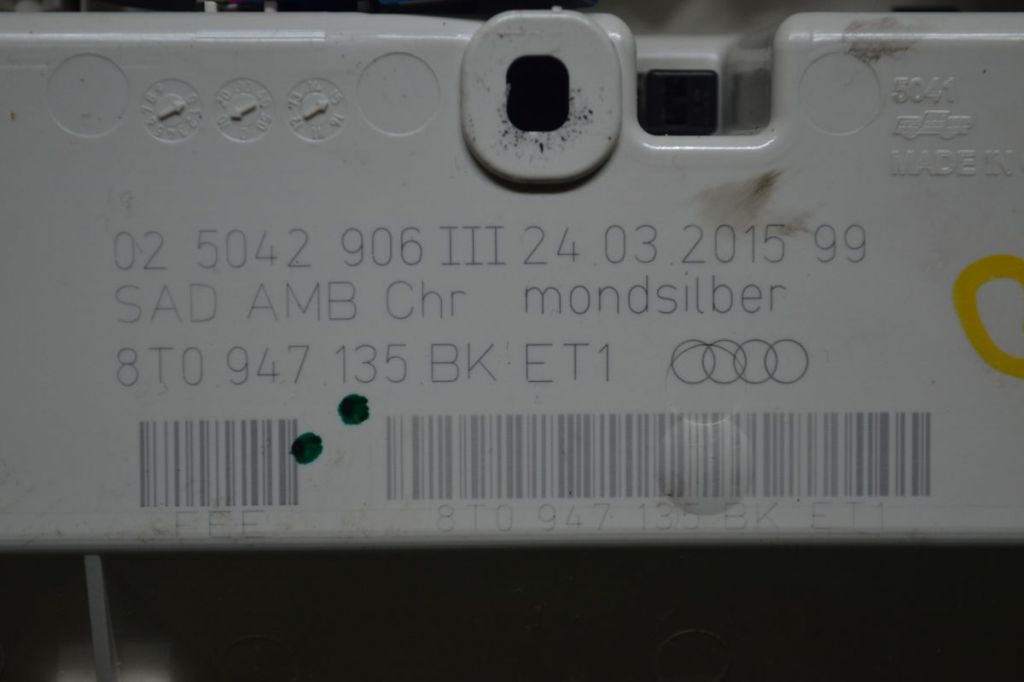 5041
MADE IN
02 5042 906 III 24.03.2015 99
SAD AMB Chr mondsilber
8T0 947 135 BK ET1
FEE
8T0 947 135 BK ET1